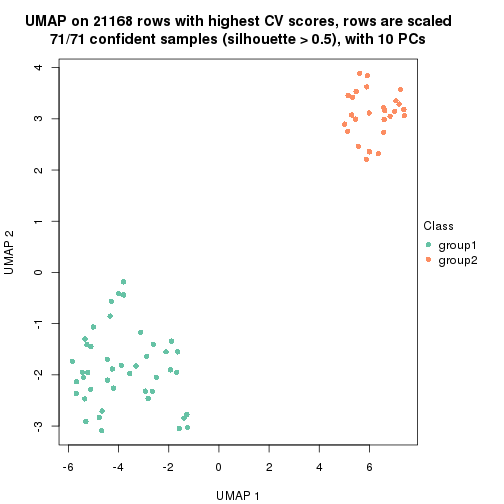 UMAP on 21168 rows with highest CV scores, rows are scaled
71/71 confident samples (silhouette > 0.5), with 10 PCs
4
3
2
1
0
-1
-2
-3
UMAP 2
-6 -4 -2 0 2 4 6
UMAP 1
Class
group1
group2